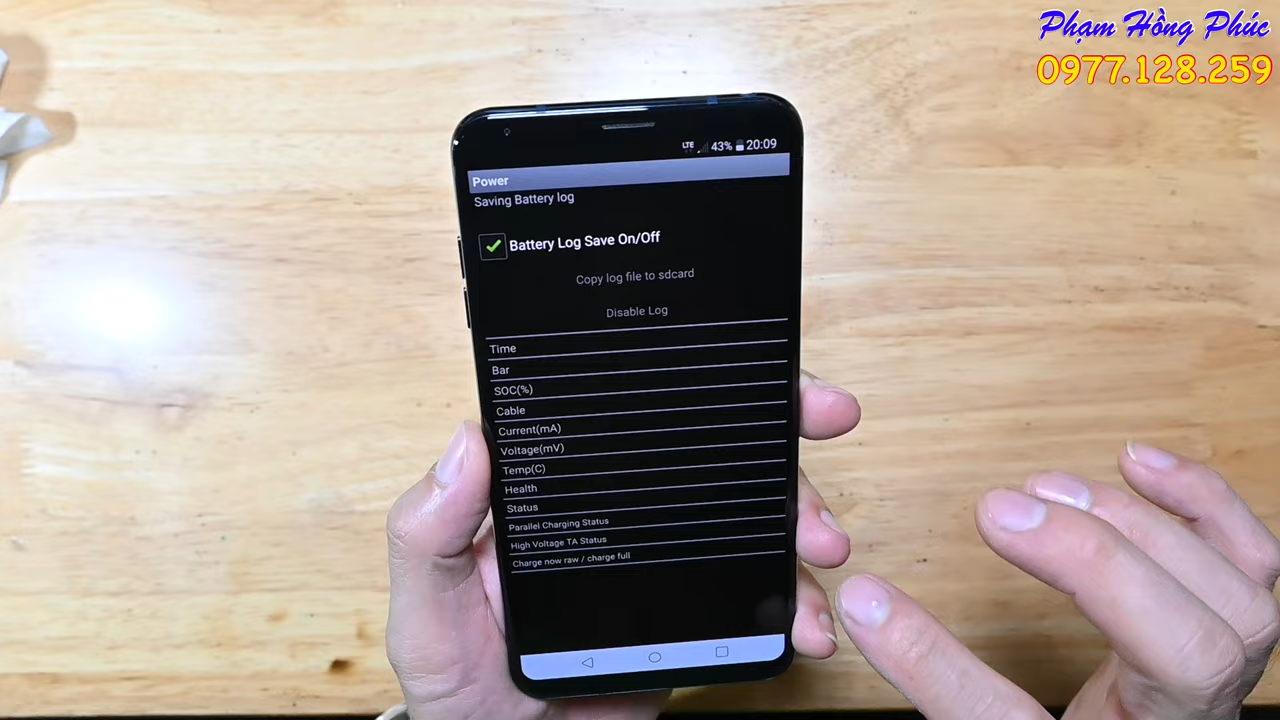 Phạm Hồng Phúc
0977.128.259
LTE 43% 20:09
Power
Saving Battery log
Battery Log Save On/Off
Copy log file to sdcard
Disable Log
Time
Bar
SOC(%)
Cable
Current(mA)
Voltage(mV)
Temp(C)
Health
Status
Parallel Charging Status
High Voltage TA Status
Charge now raw / charge full